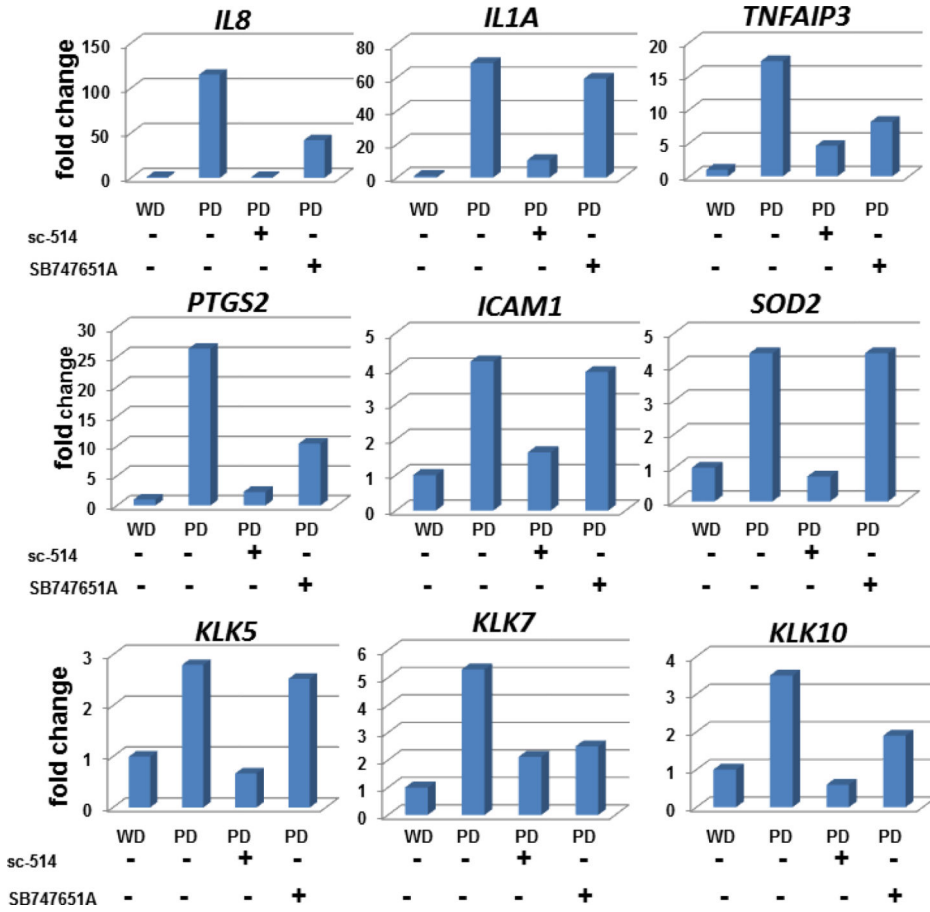 IL8 IL1A TNFAIP3
fold change
150 80 20
100 60 15
50 40 10
0 20 5
0 0
WD PD PD PD WD PD PD PD WD PD PD PD
sc-514 - - + - - - + - - - + -
SB747651A - - - + - - - + - - - +
PTGS2 ICAM1 SOD2
fold change
30 5 5
25 4 4
20 3 3
15 2 2
10 1 1
5 0 0
0
WD PD PD PD WD PD PD PD WD PD PD PD
sc-514 - - + - - - + - - - + -
SB747651A - - - + - - - + - - - +
KLK5 KLK7 KLK10
fold change
3 6 4
2 5 3
1 4 2
0 3 1
2 0
1
0
WD PD PD PD WD PD PD PD WD PD PD PD
sc-514 - - + - - - + - - - + -
SB747651A - - - + - - - + - - - +